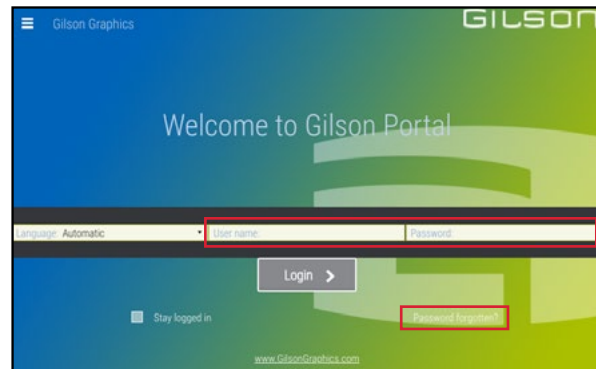 Gilson Graphics
GILSON
Welcome to Gilson Portal
Language: Automatic
User name:
Password:
Login
Stay logged in
Password forgotten?
www.GilsonGraphics.com